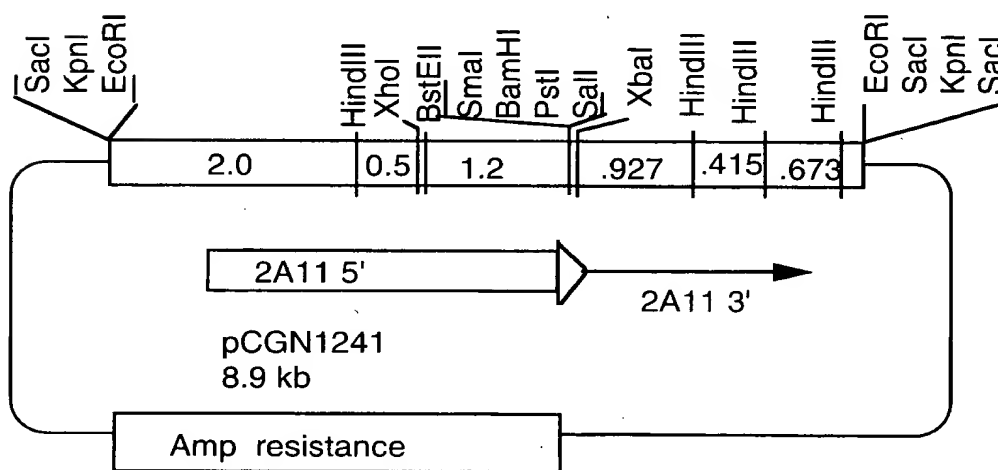 SacI
KpnI
EcoRI
HindIII
XhoI
BstEII
SmaI
BamHI
PstI
SalI
XbaI
HindIII
HindIII
HindIII
EcoRI
SacI
KpnI
SacI
2.0
0.5
1.2
.927
.415
.673
2A11 5'
2A11 3'
pCGN1241
8.9 kb
Amp resistance